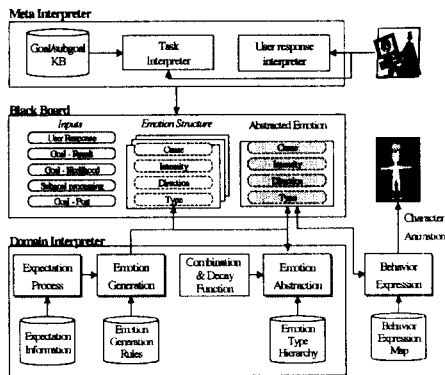 Meta Interpreter
Goal/subgoal
KB
Task
Interpreter
User response
interpreter
Black Board
Inputs
User Response
Goal - Result
Goal - likelihood
Subgoal processing
Goal - Post
Emotion Structure
Cause
Intensity
Direction
Type
Abstracted Emotion
Cause
Intensity
Direction
Type
Character
Animation
Domain Interpreter
Expectation
Process
Emotion
Generation
Combination
& Decay
Function
Emotion
Abstraction
Behavior
Expression
Expectation
Information
Emotion
Generation
Rules
Emotion
Type
Hierarchy
Behavior
Expression
Map